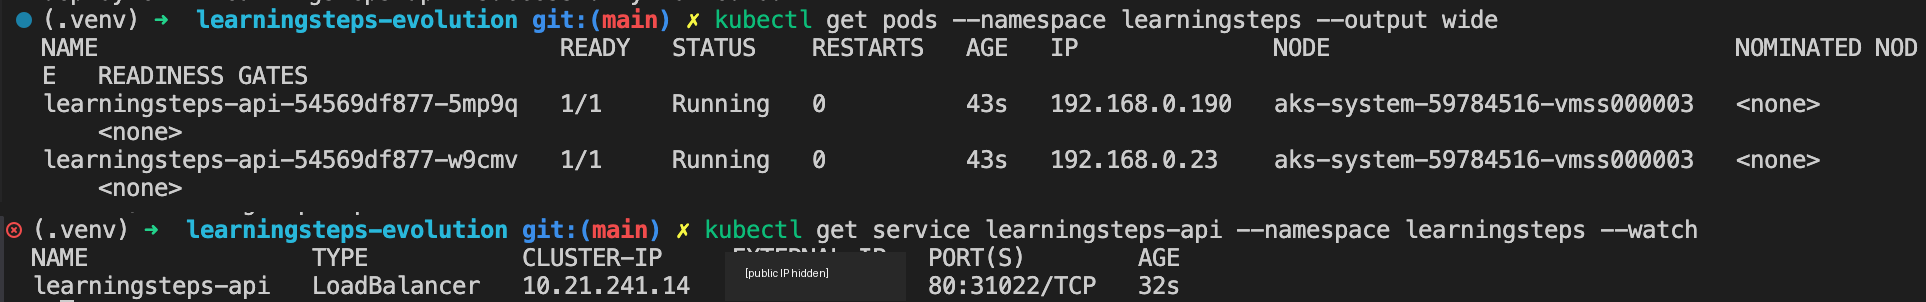 (.venv) ➜ learningsteps-evolution git:(main) ✗ kubectl get pods --namespace learningsteps --output wide
NAME READY STATUS RESTARTS AGE IP NODE NOMINATED NOD
E READINESS GATES
learningsteps-api-54569df877-5mp9q 1/1 Running 0 43s 192.168.0.190 aks-system-59784516-vmss000003 <none>
<none>
learningsteps-api-54569df877-w9cmv 1/1 Running 0 43s 192.168.0.23 aks-system-59784516-vmss000003 <none>
<none>
(.venv) ➜ learningsteps-evolution git:(main) ✗ kubectl get service learningsteps-api --namespace learningsteps --watch
NAME TYPE CLUSTER-IP PORT(S) AGE
learningsteps-api LoadBalancer 10.21.241.14 [public IP hidden] 80:31022/TCP 32s